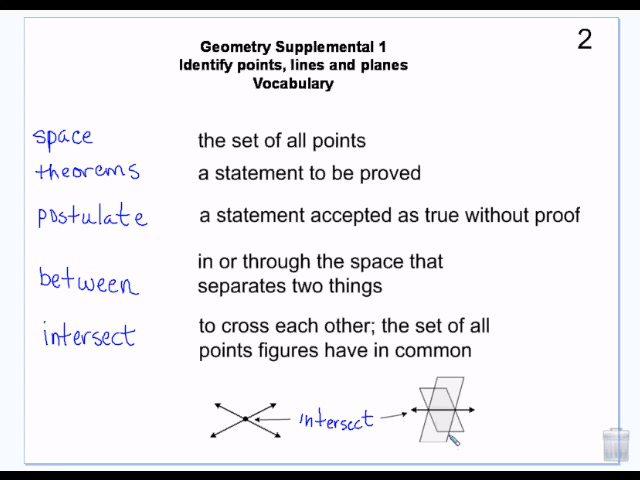 2
Geometry Supplemental 1
Identify points, lines and planes
Vocabulary
space the set of all points
theorems a statement to be proved
postulate a statement accepted as true without proof
between in or through the space that
separates two things
intersect to cross each other; the set of all
points figures have in common
intersect